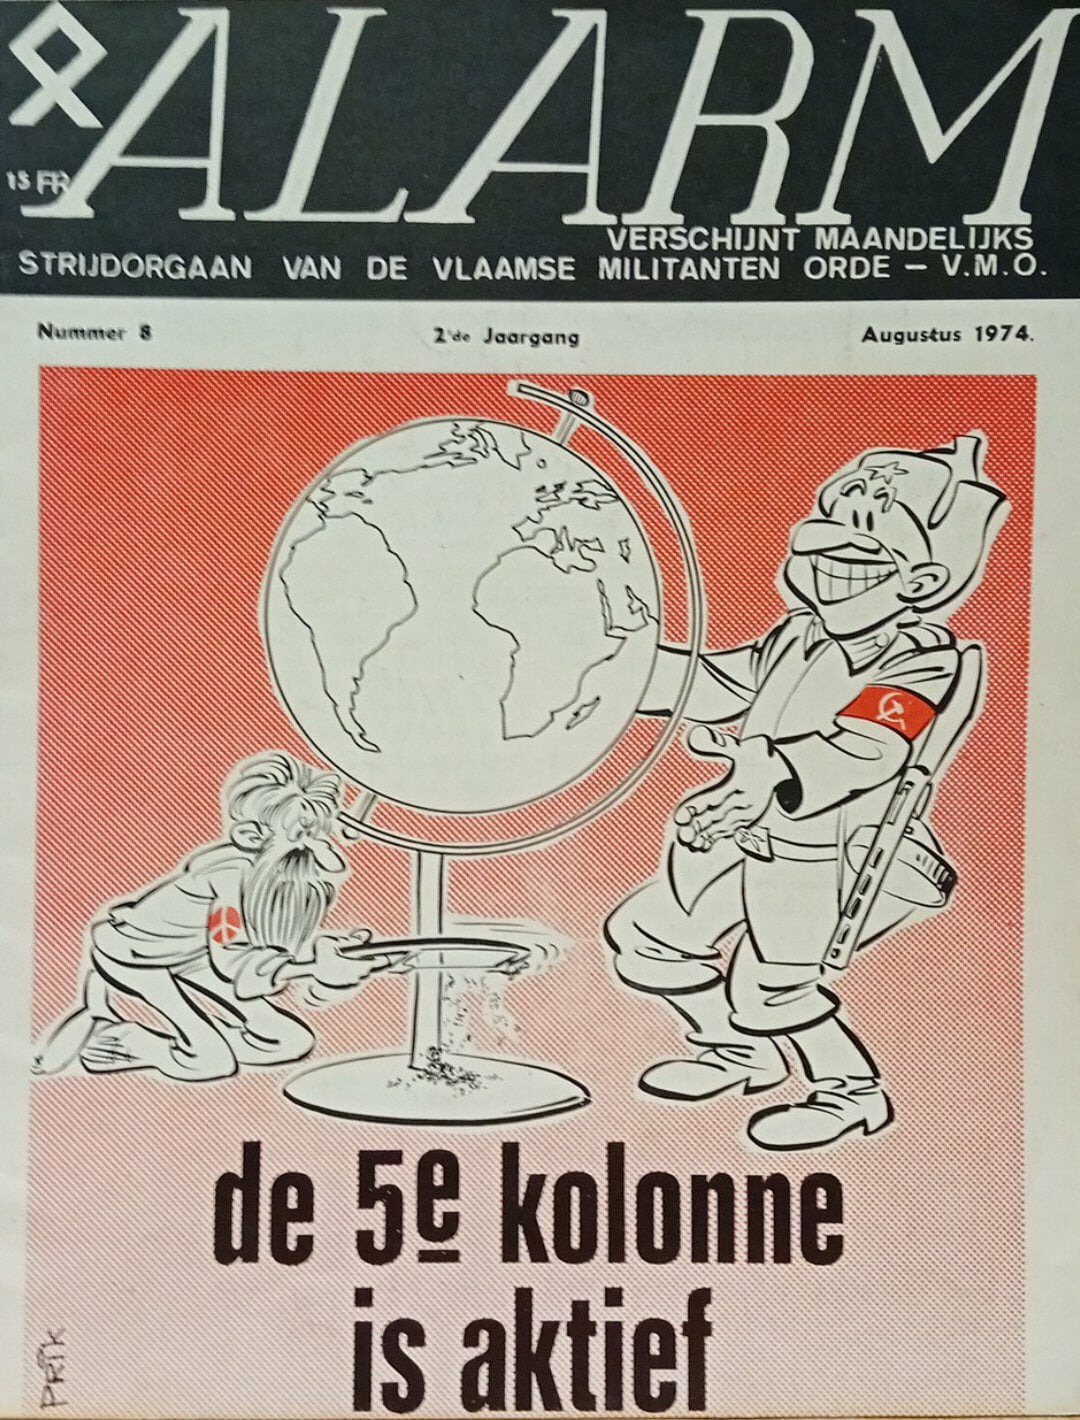 ALARM
15 FR
VERSCHIJNT MAANDELIJKS
STRIJDORGAAN VAN DE VLAAMSE MILITANTEN ORDE – V.M.O.
Nummer 8 2'de Jaargang Augustus 1974.
de 5e kolonne
is aktief
PRIK